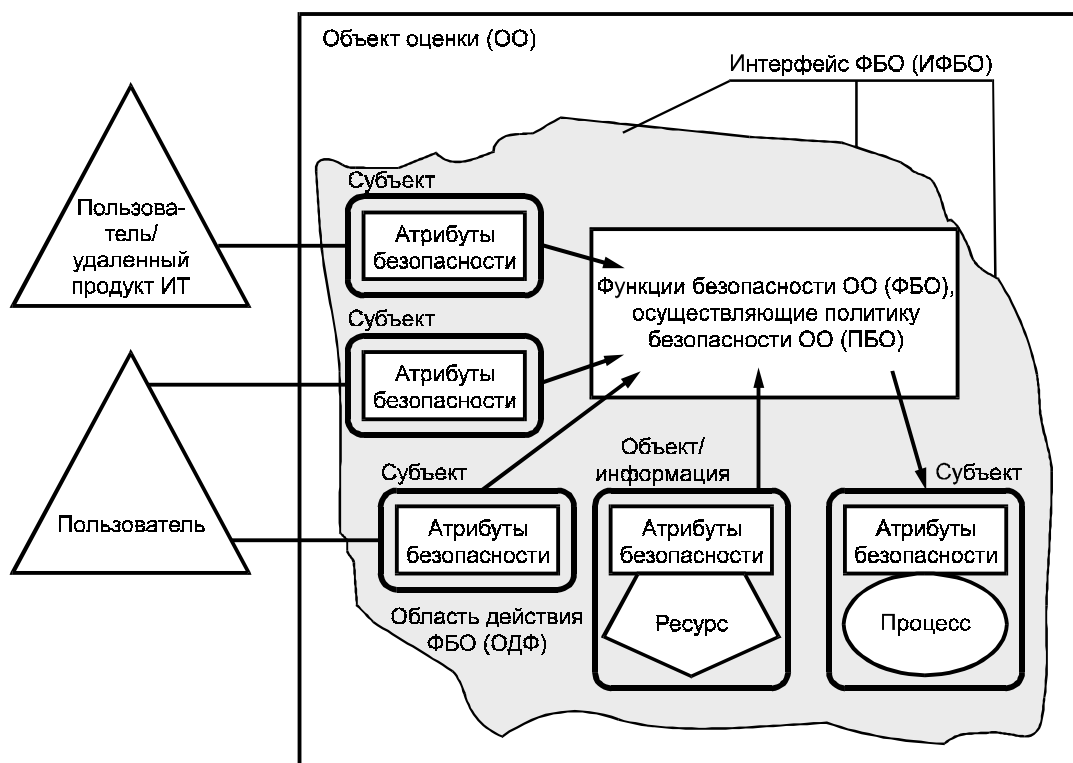 Объект оценки (ОО)
Интерфейс ФБО (ИФБО)
Субъект
Пользова-
тель/
удаленный
продукт ИТ
Атрибуты
безопасности
Функции безопасности ОО (ФБО),
осуществляющие политику
безопасности ОО (ПБО)
Субъект
Атрибуты
безопасности
Пользователь
Субъект
Атрибуты
безопасности
Объект/
информация
Атрибуты
безопасности
Ресурс
Субъект
Атрибуты
безопасности
Процесс
Область действия
ФБО (ОДФ)